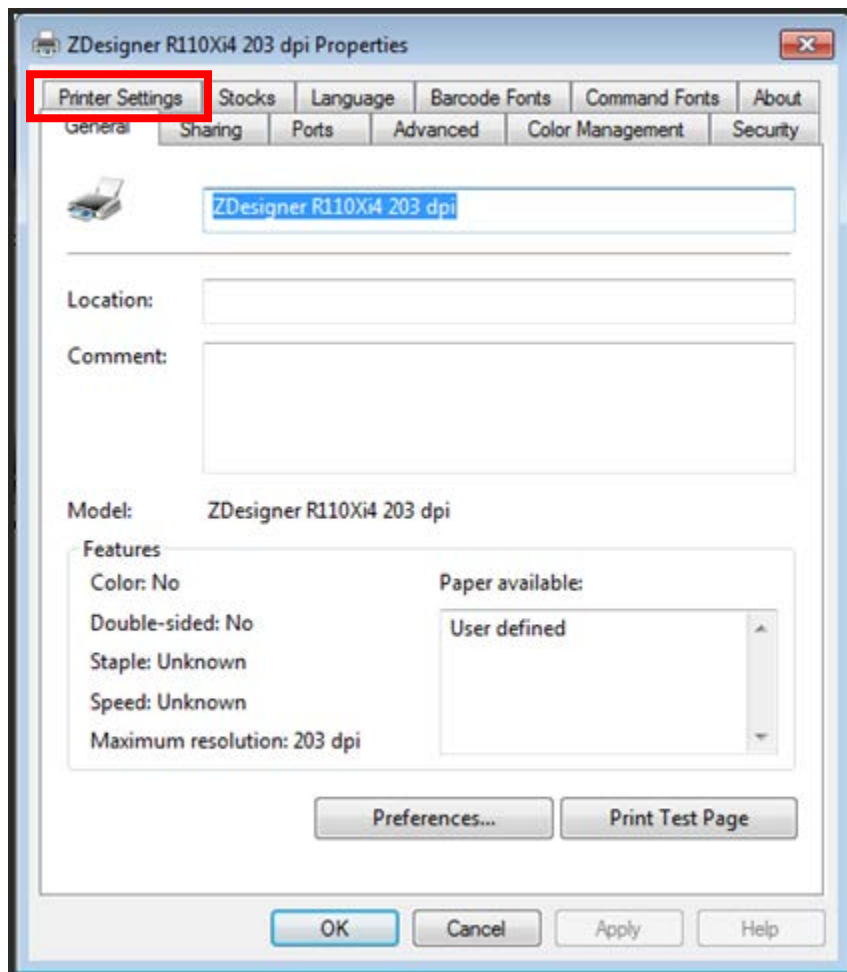 ZDesigner R110Xi4 203 dpi Properties
Printer Settings Stocks Language Barcode Fonts Command Fonts About
General Sharing Ports Advanced Color Management Security
ZDesigner R110Xi4 203 dpi
Location:
Comment:
Model: ZDesigner R110Xi4 203 dpi
Features
Color: No Paper available:
Double-sided: No User defined
Staple: Unknown
Speed: Unknown
Maximum resolution: 203 dpi
Preferences... Print Test Page
OK Cancel Apply Help